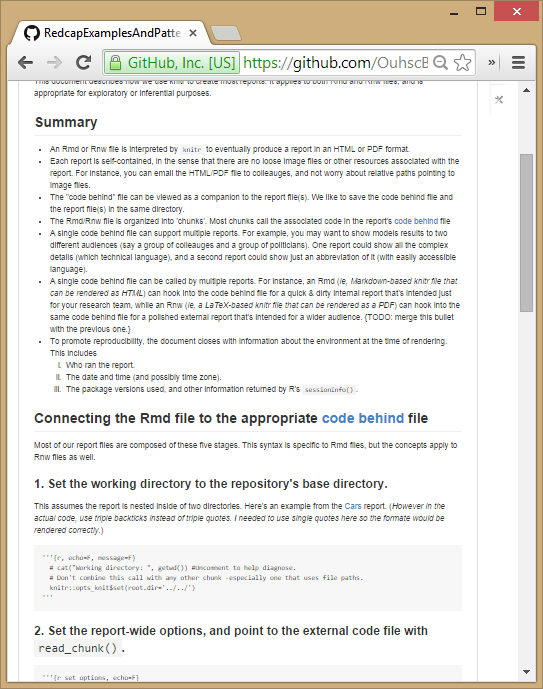 RedcapExamplesAndPatte
GitHub, Inc. [US] https://github.com/OuhscB
This document describes how we use knitr to create most reports. It applies to both Rmd and Rnw files, and is
appropriate for exploratory or inferential purposes.
Summary
• An Rmd or Rnw file is interpreted by knitr to eventually produce a report in an HTML or PDF format.
• Each report is self-contained, in the sense that there are no loose image files or other resources associated with the
report. For instance, you can email the HTML/PDF file to colleauges, and not worry about relative paths pointing to
image files.
• The "code behind" file can be viewed as a companion to the report file(s). We like to save the code behind file and
the report file(s) in the same directory.
• The Rmd/Rnw file is organized into 'chunks'. Most chunks call the associated code in the report's code behind file
• A single code behind file can support multiple reports. For example, you may want to show models results to two
different audiences (say a group of colleauges and a group of politicians). One report could show all the complex
details (which technical language), and a second report could show just an abbreviation of it (with easily accessible
language).
• A single code behind file can be called by multiple reports. For instance, an Rmd (ie, Markdown-based knitr file that
can be rendered as HTML) can hook into the code behind file for a quick & dirty internal report that's intended just
for your research team, while an Rnw (ie, a LaTeX-based knitr file that can be rendered as a PDF) can hook into the
same code behind file for a polished external report that's intended for a wider audience. {TODO: merge this bullet
with the previous one.}
• To promote reproducibility, the document closes with information about the environment at the time of rendering.
This includes
i. Who ran the report.
ii. The date and time (and possibly time zone).
iii. The package versions used, and other information returned by R's sessionInfo().
Connecting the Rmd file to the appropriate code behind file
Most of our report files are composed of these five stages. This syntax is specific to Rmd files, but the concepts apply to
Rnw files as well.
1. Set the working directory to the repository's base directory.
This assumes the report is nested inside of two directories. Here's an example from the Cars report. (However in the
actual code, use triple backticks instead of triple quotes. I needed to use single quotes here so the formate would be
rendered correctly.)
'''{r, echo=F, message=F}
# cat("Working directory: ", getwd()) #Uncomment to help diagnose.
# Don't combine this call with any other chunk -especially one that uses file paths.
knitr::opts_knit$set(root.dir='../../')
'''
2. Set the report-wide options, and point to the external code file with
read_chunk().
'''{r set_options, echo=F}